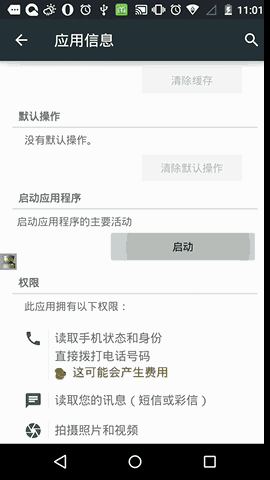 11:01
应用信息
清除缓存
默认操作
没有默认操作。
清除默认操作
启动应用程序
启动应用程序的主要活动
启动
权限
此应用拥有以下权限：
读取手机状态和身份
直接拨打电话号码
这可能会产生费用
读取您的讯息（短信或彩信）
拍摄照片和视频